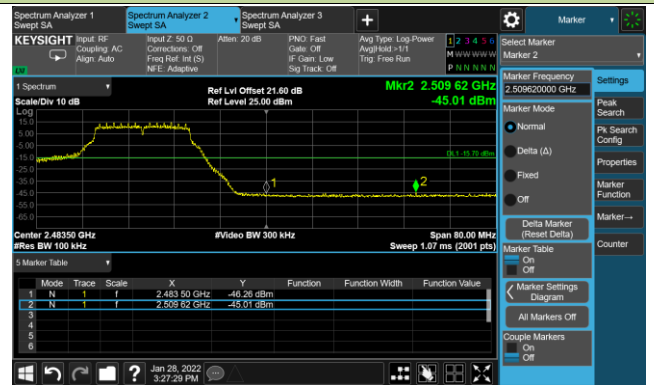 Spectrum Analyzer 1
Swept SA
Spectrum Analyzer 2
Swept SA
Spectrum Analyzer 3
Swept SA
+
Marker
KEYSIGHT
Input: RF
Coupling: AC
Align: Auto
Input Z: 50 Ω
Corrections: Off
Freq Ref: Int (S)
NFE: Adaptive
Atten: 20 dB
PNO: Fast
Gate: Off
IF Gain: Low
Sig Track: Off
Avg Type: Log-Power
Avg|Hold:>1/1
Trig: Free Run
1 2 3 4 5 6
M W W W W W
P N N N N N
LW
Select Marker
Marker 2
1 Spectrum
Scale/Div 10 dB
Ref Lvl Offset 21.60 dB
Ref Level 25.00 dBm
Mkr2 2.509 62 GHz
-45.01 dBm
Log
15.0
5.00
-5.00
-15.0
-25.0
-35.0
-45.0
-55.0
-65.0
DL1 -15.70 dBm
1
2
Center 2.48350 GHz
#Res BW 100 kHz
#Video BW 300 kHz
Span 80.00 MHz
Sweep 1.07 ms (2001 pts)
5 Marker Table
Mode Trace Scale X Y Function Function Width Function Value
1 N 1 f 2.483 50 GHz -46.26 dBm
2 N 1 f 2.509 62 GHz -45.01 dBm
3
4
5
6
Marker Frequency
2.509620000 GHz
Marker Mode
Normal
Delta (Δ)
Fixed
Off
Delta Marker
(Reset Delta)
Marker Table
On
Off
Marker Settings
Diagram
All Markers Off
Couple Markers
On
Off
Settings
Peak
Search
Pk Search
Config
Properties
Marker
Function
Marker→
Counter
?
Jan 28, 2022
3:27:29 PM